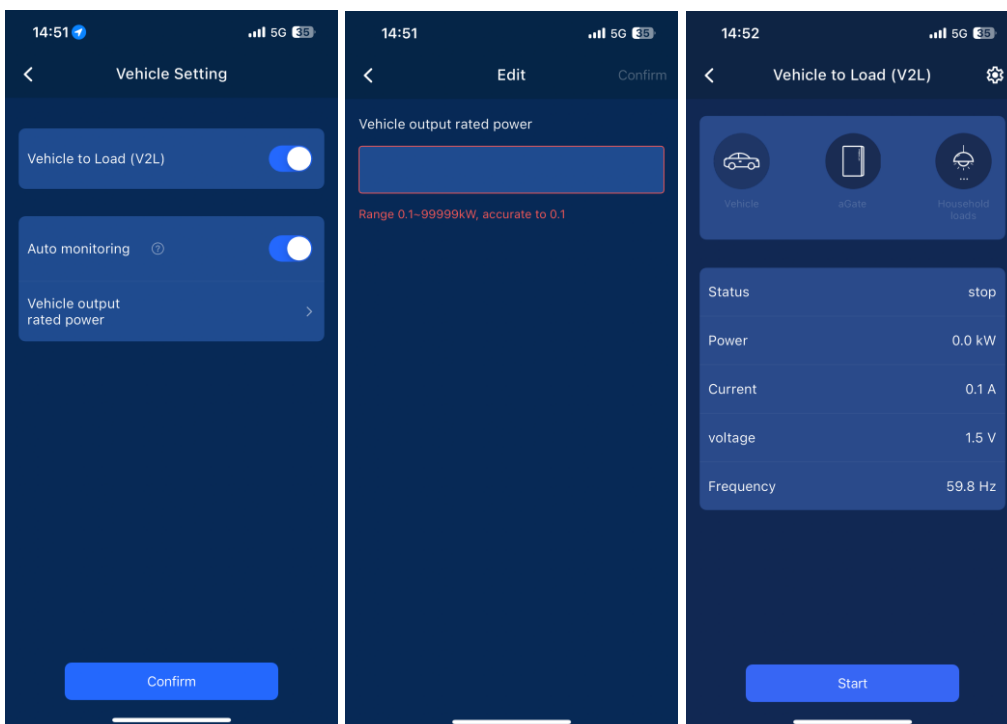 14:51
5G 35
Vehicle Setting
Vehicle to Load (V2L)
Auto monitoring ?
Vehicle output
rated power
Confirm
14:51
5G 35
Edit
Confirm
Vehicle output rated power
Range 0.1~99999kW, accurate to 0.1
14:52
5G 35
Vehicle to Load (V2L)
Vehicle
aGate
Household
loads
Status stop
Power 0.0 kW
Current 0.1 A
voltage 1.5 V
Frequency 59.8 Hz
Start